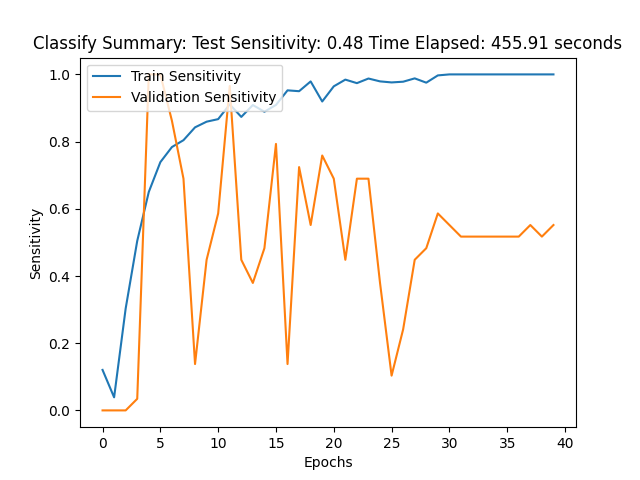 Classify Summary: Test Sensitivity: 0.48 Time Elapsed: 455.91 seconds
Train Sensitivity
Validation Sensitivity
1.0
0.8
0.6
0.4
0.2
0.0
Sensitivity
0 5 10 15 20 25 30 35 40
Epochs